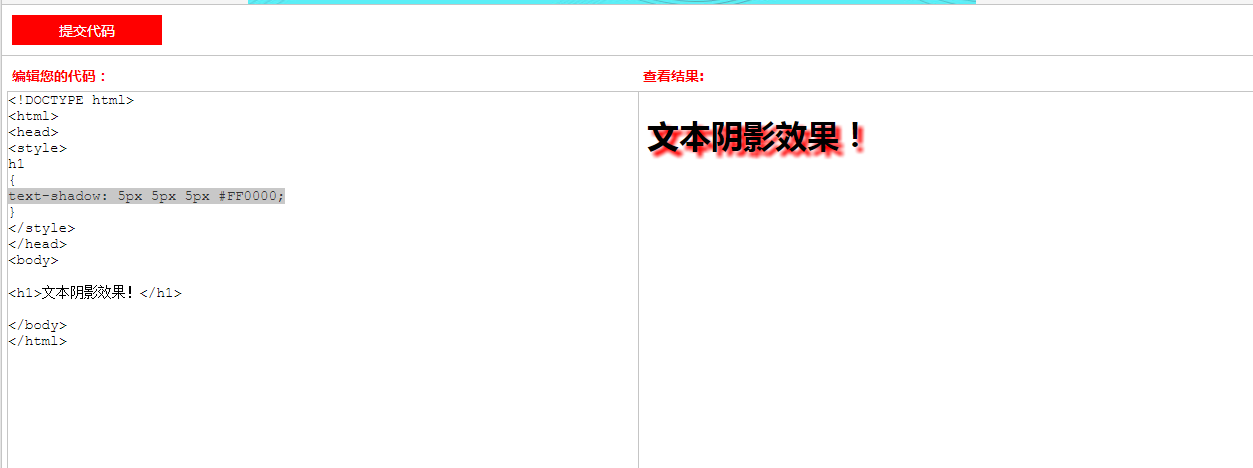 提交代码
编辑您的代码：
查看结果:
<!DOCTYPE html>
<html>
<head>
<style>
h1
{
text-shadow: 5px 5px 5px #FF0000;
}
</style>
</head>
<body>
<h1>文本阴影效果！</h1>
</body>
</html>
文本阴影效果！